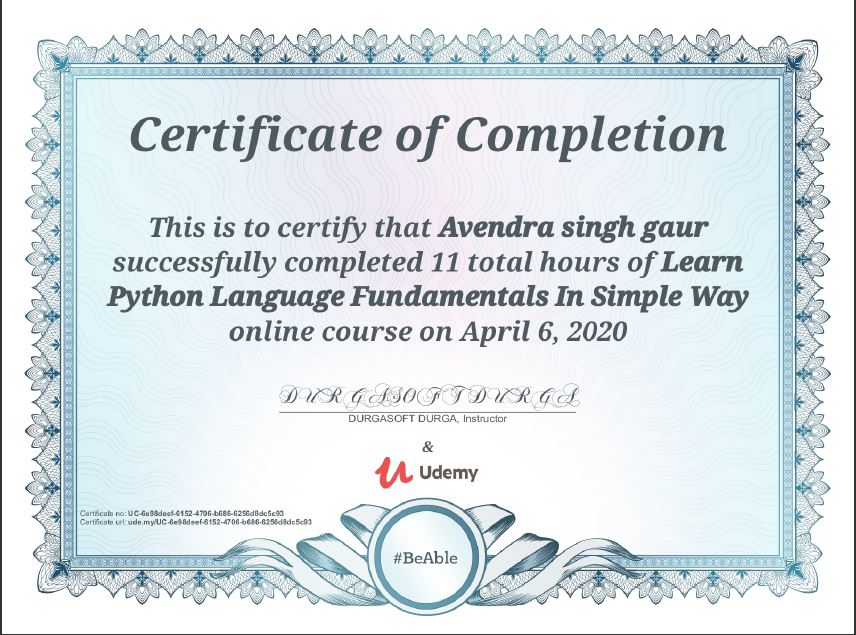 Certificate of Completion
This is to certify that Avendra singh gaur
successfully completed 11 total hours of Learn
Python Language Fundamentals In Simple Way
online course on April 6, 2020
DURGASOFTDURGA
DURGASOFT DURGA, Instructor
&
Udemy
Certificate no: UC-6e98deef-6152-4706-b686-6256d8dc5c93
Certificate url: ude.my/UC-6e98deef-6152-4706-b686-6256d8dc5c93
#BeAble